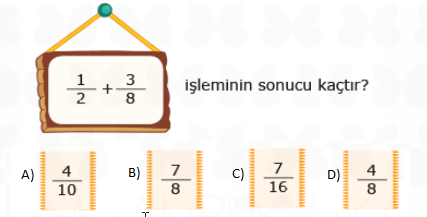 1/2 + 3/8 işleminin sonucu kaçtır?
A) 4/10 B) 7/8 C) 7/16 D) 4/8